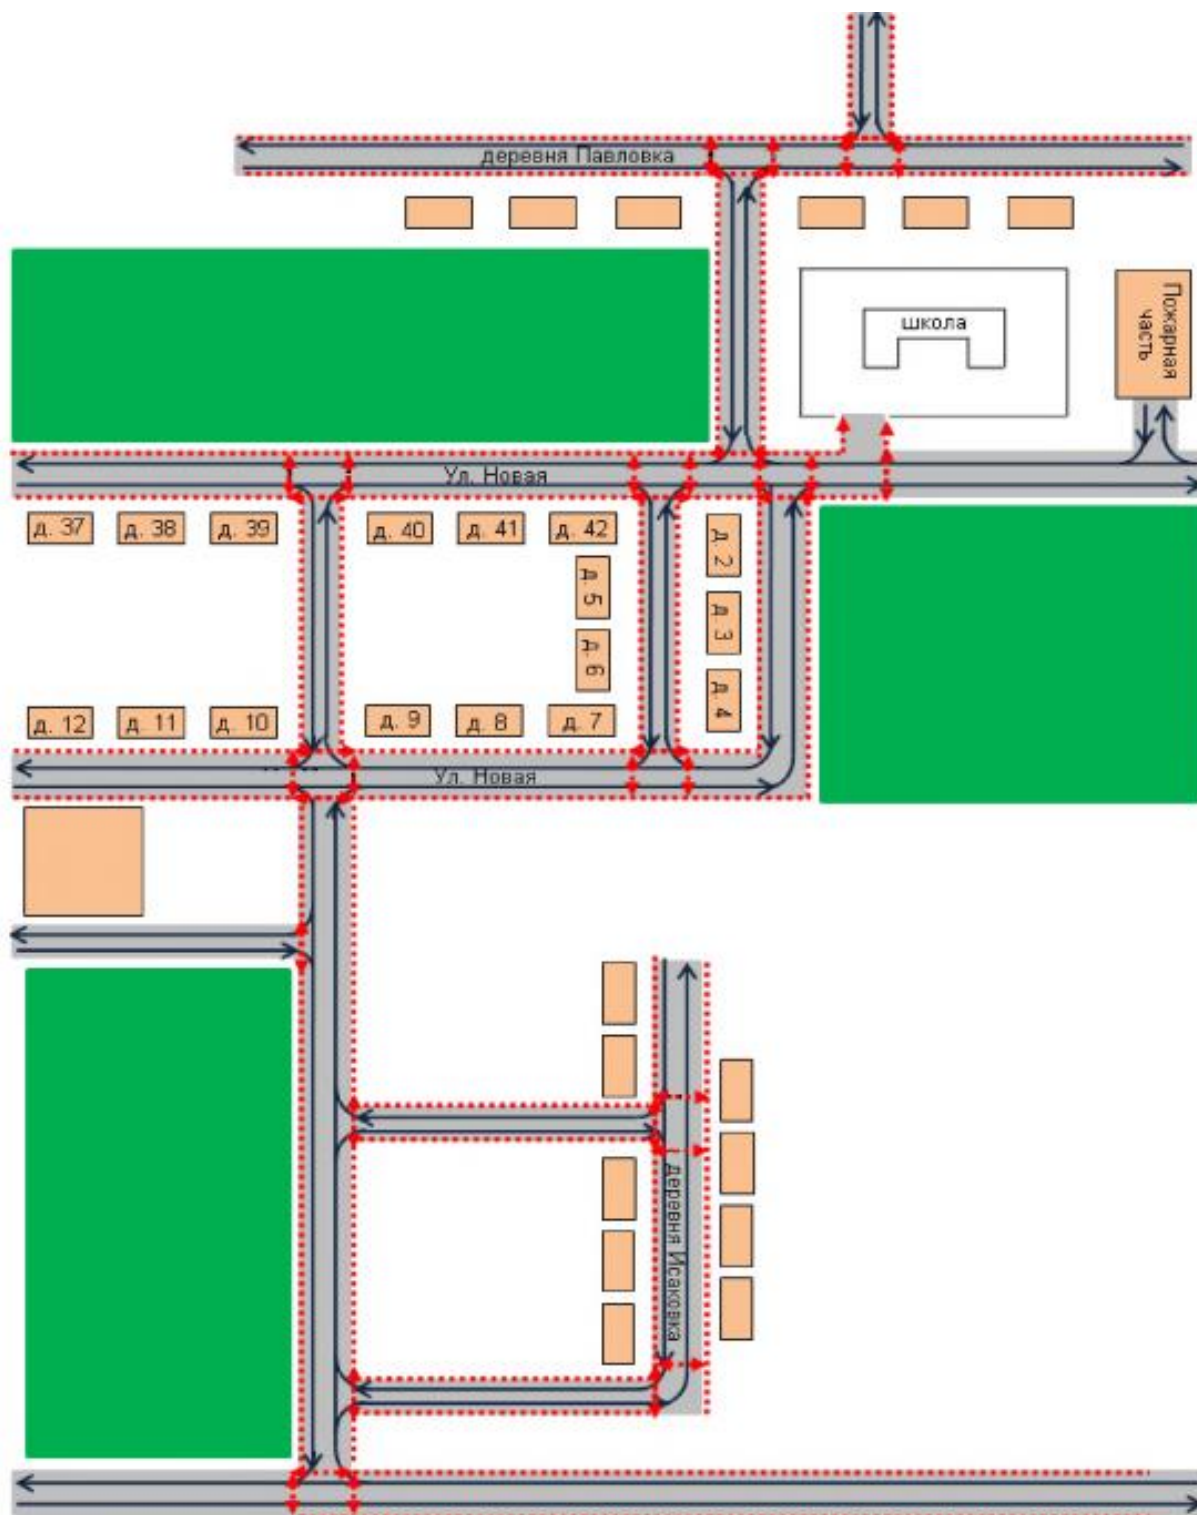 деревня Павловка
школа
Пожарная
часть
Ул. Новая
д. 37
д. 38
д. 39
д. 40
д. 41
д. 42
д. 2
д. 5
д. 3
д. 6
д. 4
д. 12
д. 11
д. 10
д. 9
д. 8
д. 7
Ул. Новая
деревня Исаковка